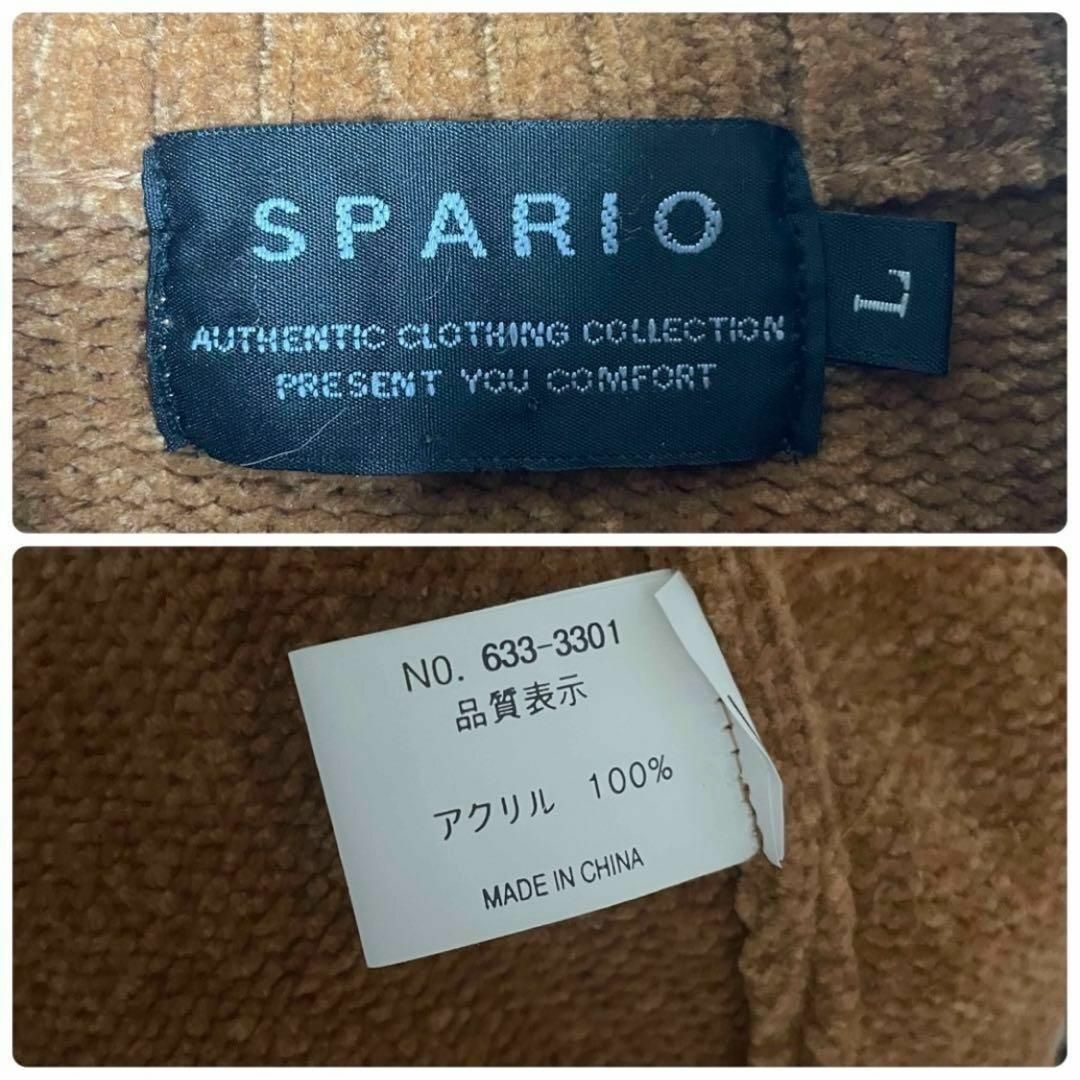 SPARIO
AUTHENTIC CLOTHING COLLECTION
PRESENT YOU COMFORT
L
NO. 633-3301
品質表示
アクリル 100%
MADE IN CHINA